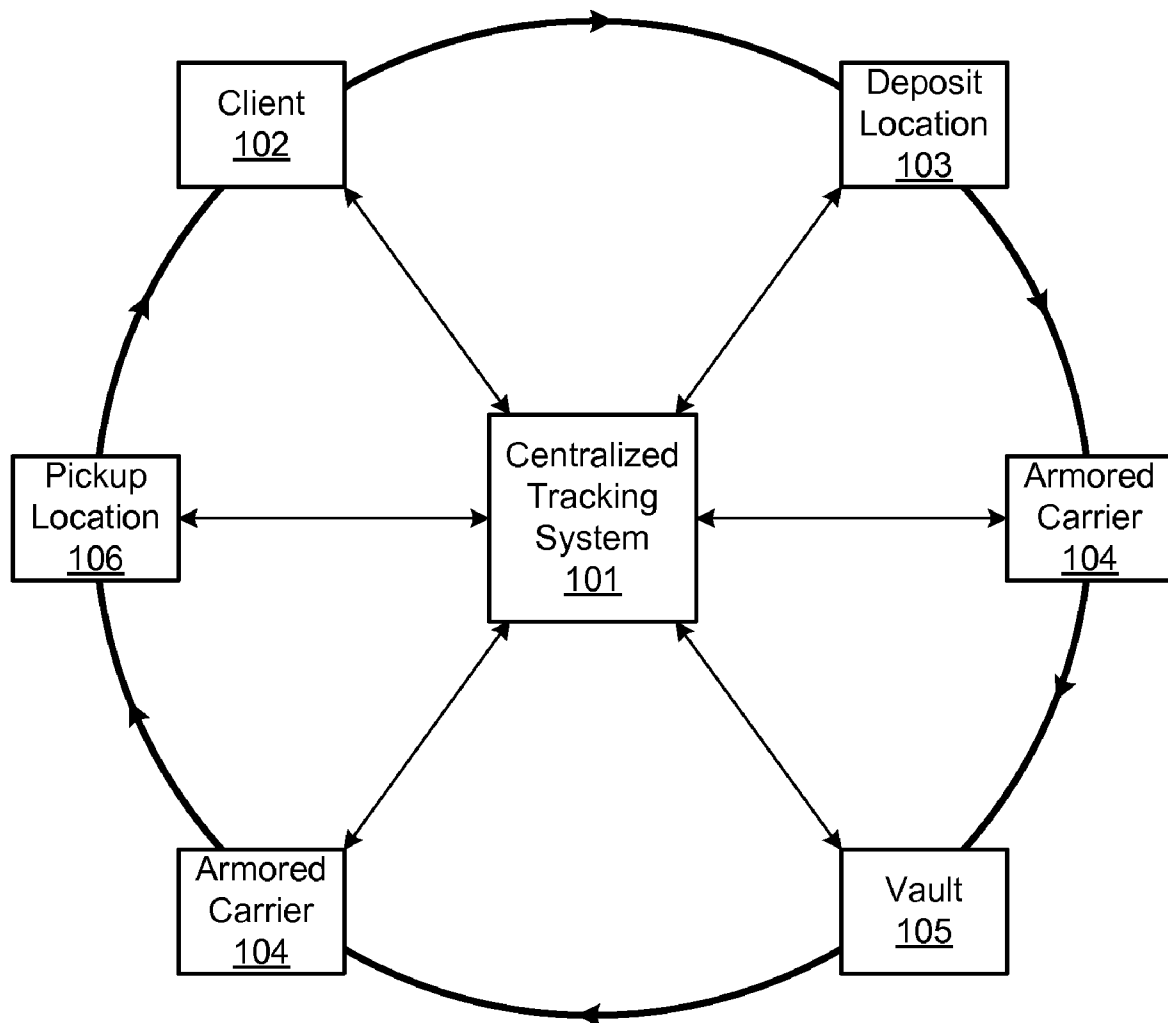 Client
102
Deposit
Location
103
Pickup
Location
106
Centralized
Tracking
System
101
Armored
Carrier
104
Armored
Carrier
104
Vault
105